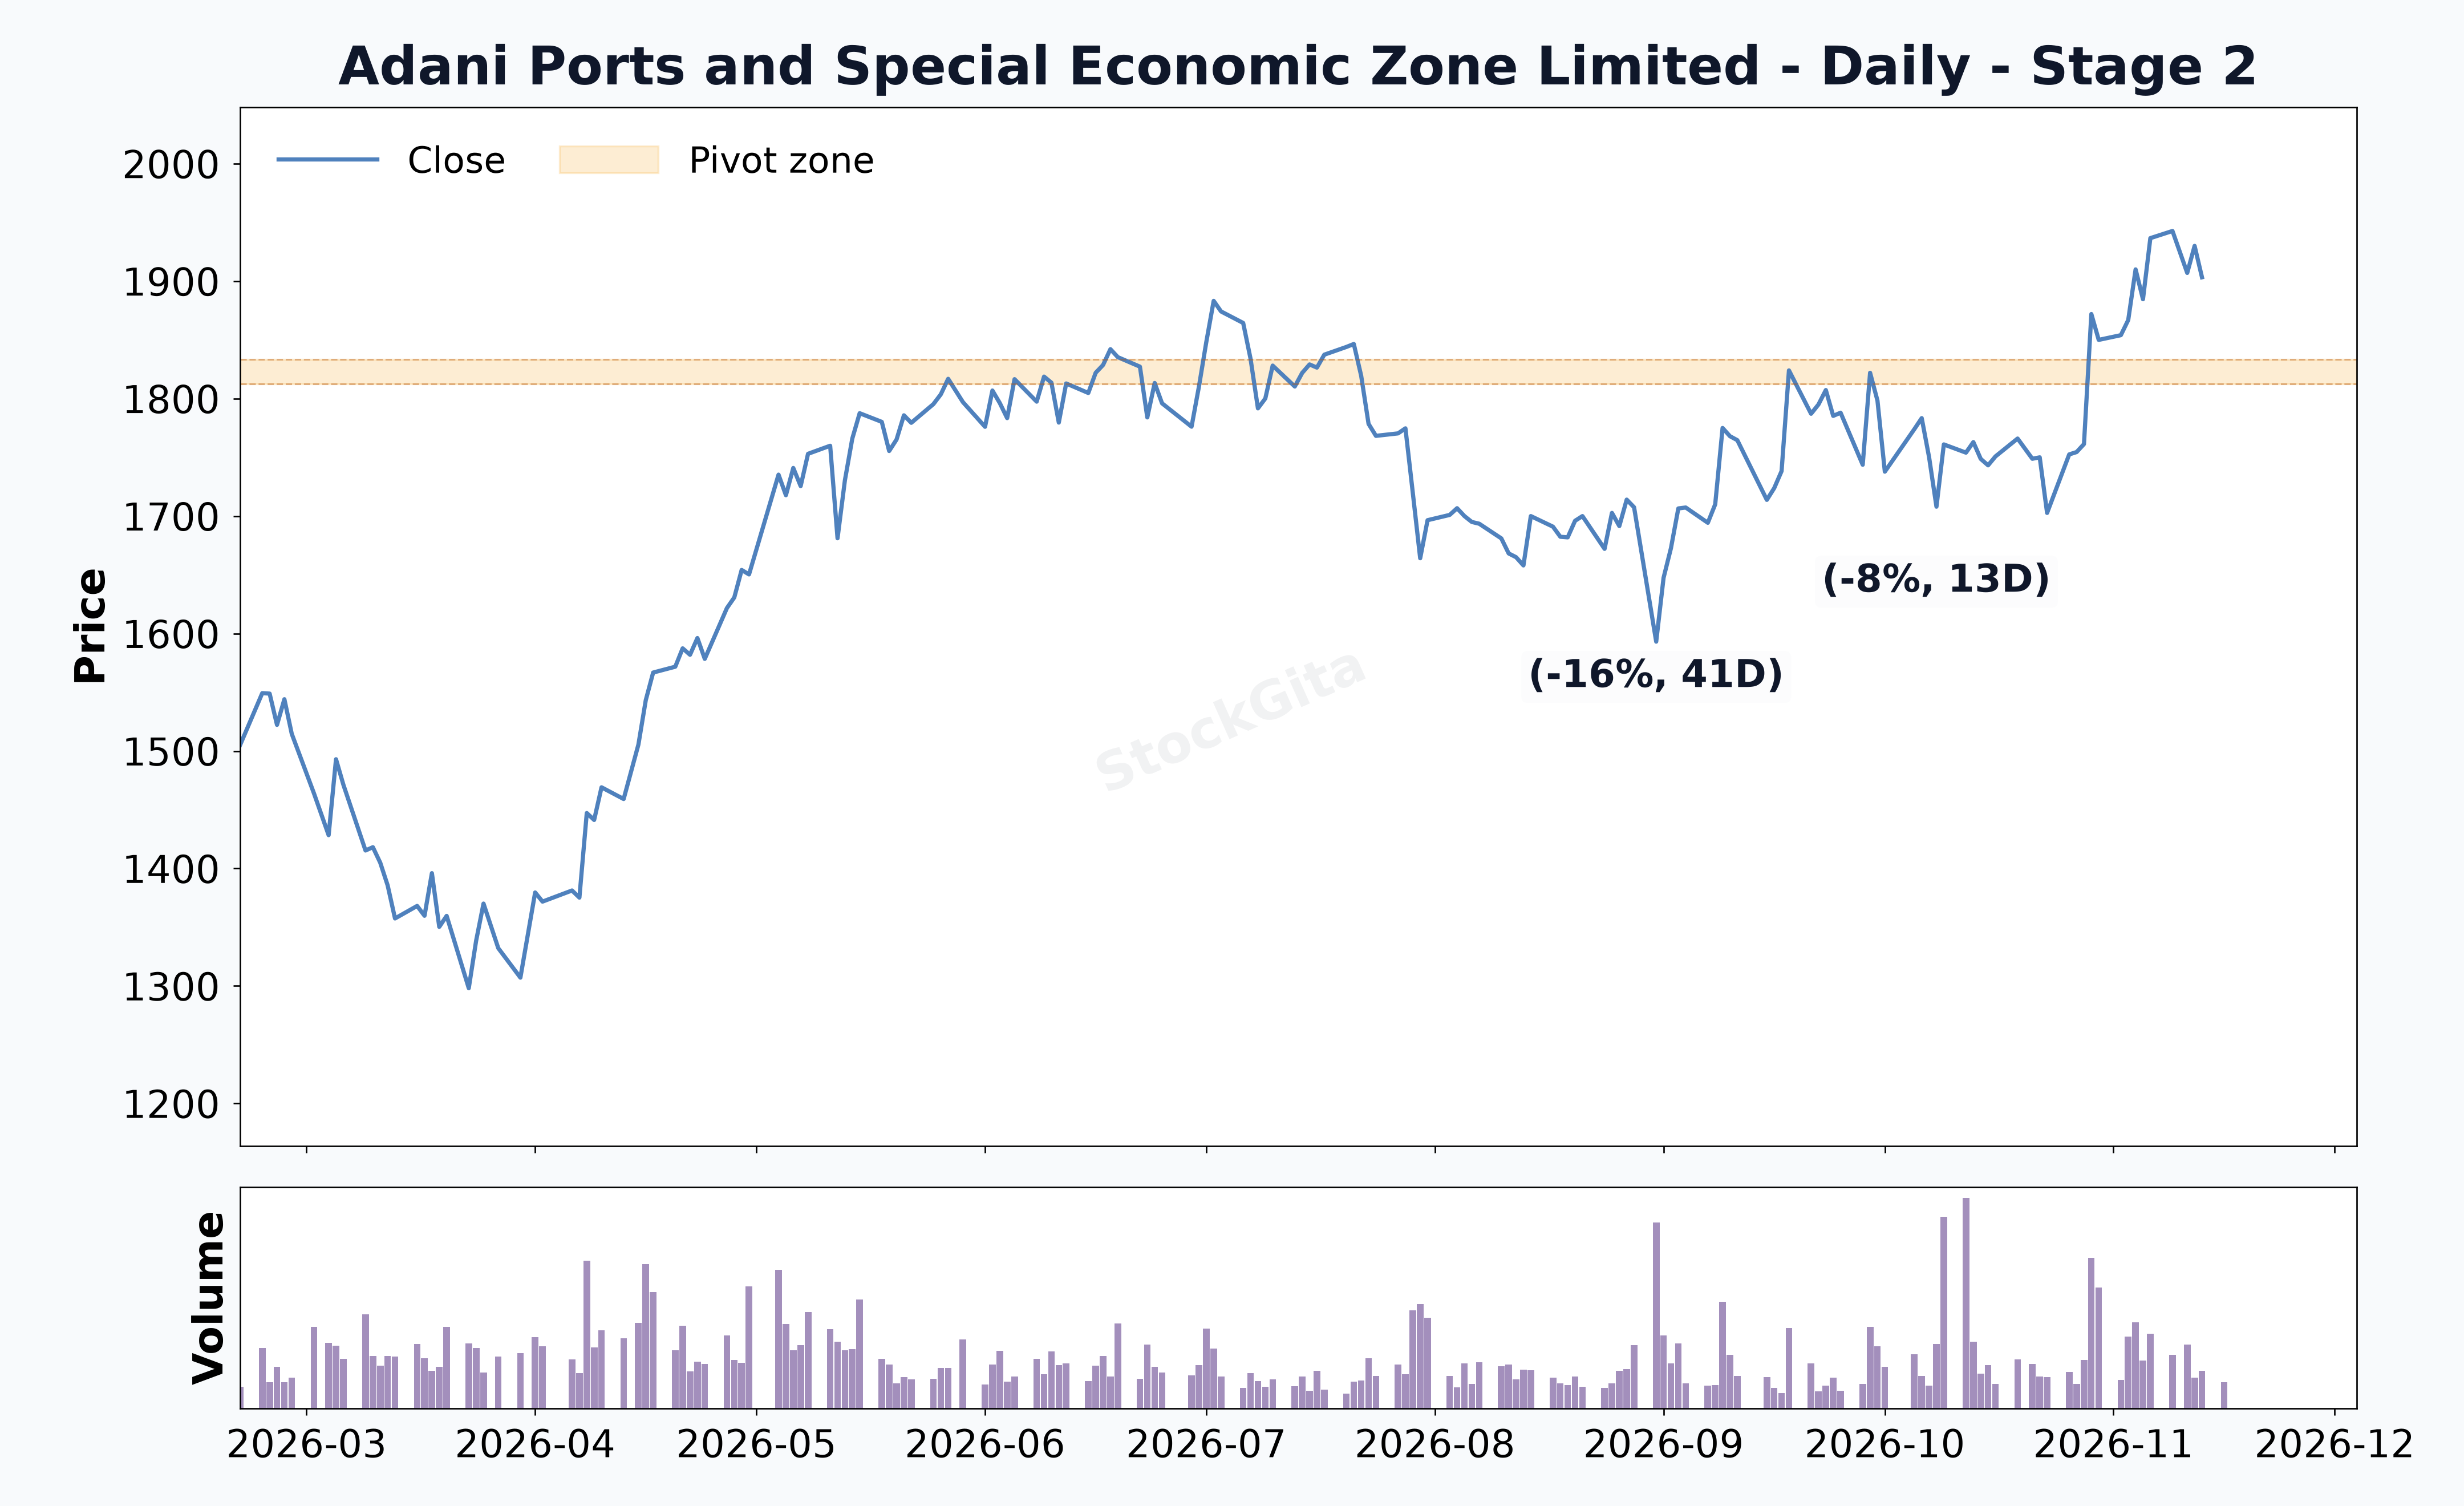 Adani Ports and Special Economic Zone Limited - Daily - Stage 2
Close
Pivot zone
2000
1900
1800
1700
1600
1500
1400
1300
1200
Price
(-8%, 13D)
(-16%, 41D)
StockGita
Volume
2026-03
2026-04
2026-05
2026-06
2026-07
2026-08
2026-09
2026-10
2026-11
2026-12